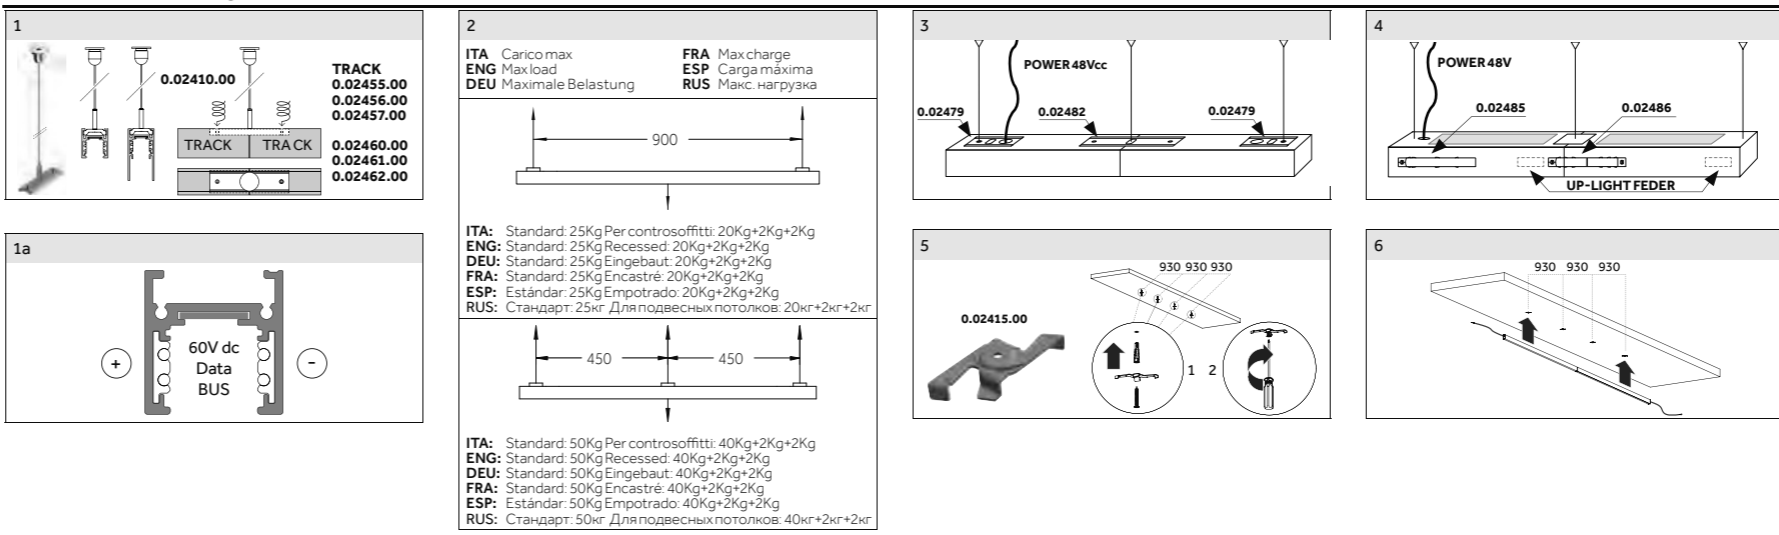 1
0.02410.00
TRACK
0.02455.00
0.02456.00
0.02457.00
TRACK
TRACK
0.02460.00
0.02461.00
0.02462.00
1a
+
60V dc
Data
BUS
-
2
ITA Carico max
ENG Max load
DEU Maximale Belastung
FRA Max charge
ESP Carga máxima
RUS Макс. нагрузка
900
ITA: Standard: 25Kg Per controsoffitti: 20Kg+2Kg+2Kg
ENG: Standard: 25Kg Recessed: 20Kg+2Kg+2Kg
DEU: Standard: 25Kg Eingebaut: 20Kg+2Kg+2Kg
FRA: Standard: 25Kg Encastré: 20Kg+2Kg+2Kg
ESP: Estándar: 25Kg Empotrado: 20Kg+2Kg+2Kg
RUS: Стандарт: 25кг Для подвесных потолков: 20кг+2кг+2кг
450
450
ITA: Standard: 50Kg Per controsoffitti: 40Kg+2Kg+2Kg
ENG: Standard: 50Kg Recessed: 40Kg+2Kg+2Kg
DEU: Standard: 50Kg Eingebaut: 40Kg+2Kg+2Kg
FRA: Standard: 50Kg Encastré: 40Kg+2Kg+2Kg
ESP: Estándar: 50Kg Empotrado: 40Kg+2Kg+2Kg
RUS: Стандарт: 50кг Для подвесных потолков: 40кг+2кг+2кг
3
POWER 48Vcc
0.02479
0.02482
0.02479
4
POWER 48V
0.02485
0.02486
UP-LIGHT FEDER
5
930 930 930
0.02415.00
1 2
6
930 930 930